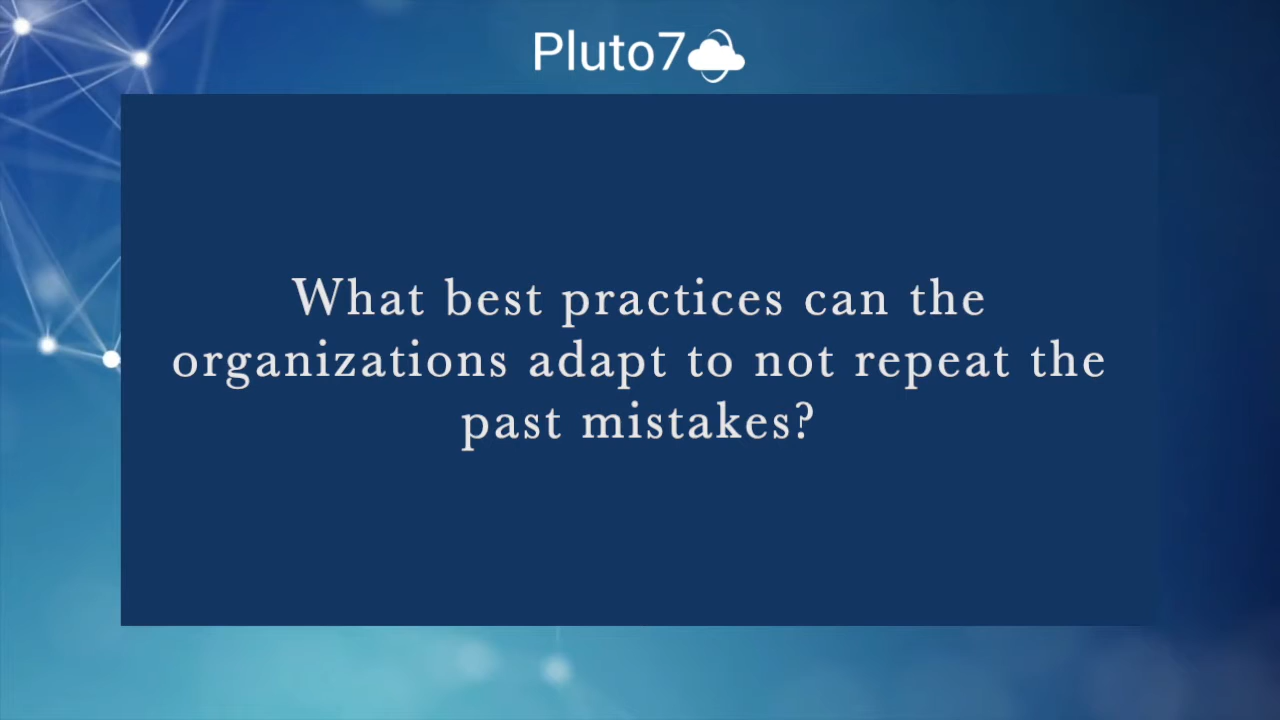 Pluto7
What best practices can the
organizations adapt to not repeat the
past mistakes?